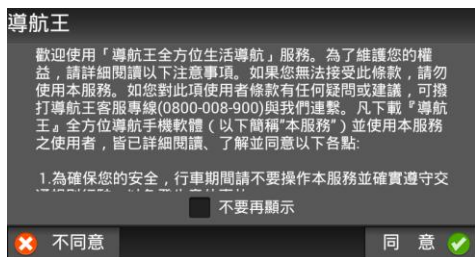 導航王
歡迎使用「導航王全方位生活導航」服務。為了維護您的權
益，請詳細閱讀以下注意事項。如果您無法接受此條款，請勿
使用本服務。如您對此項使用者條款有任何疑問或建議，可撥
打導航王客服專線(0800-008-900)與我們連繫。凡下載『導航
王』全方位導航手機軟體（以下簡稱"本服務"）並使用本服務
之使用者，皆已詳細閱讀、了解並同意以下各點:
1.為確保您的安全，行車期間請不要操作本服務並確實遵守交
不要再顯示
不同意
同 意